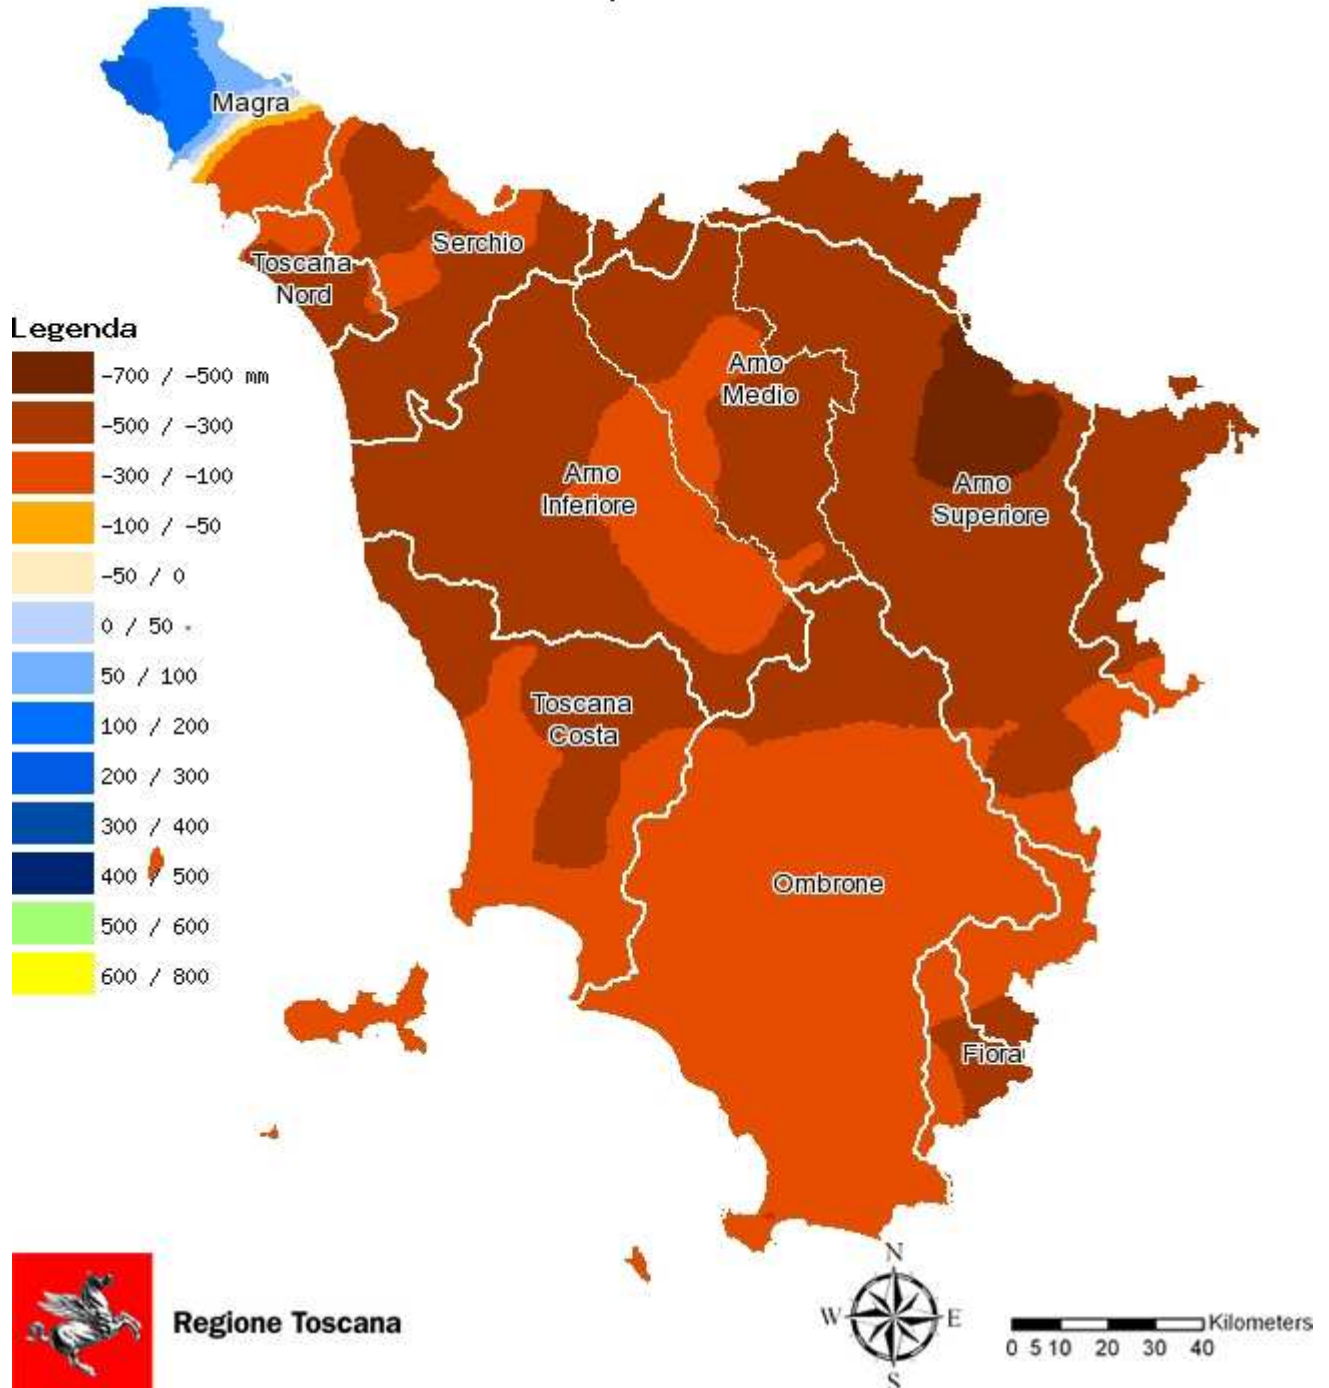 Magra
Serchio
Toscana
Nord
Legenda
-700 / -500 mm
-500 / -300
-300 / -100
-100 / -50
-50 / 0
0 / 50
50 / 100
100 / 200
200 / 300
300 / 400
400 / 500
500 / 600
600 / 800
Arno
Medio
Arno
Inferiore
Arno
Superiore
Toscana
Costa
Ombrone
Fiora
Regione Toscana
N
W E
S
Kilometers
0 5 10 20 30 40